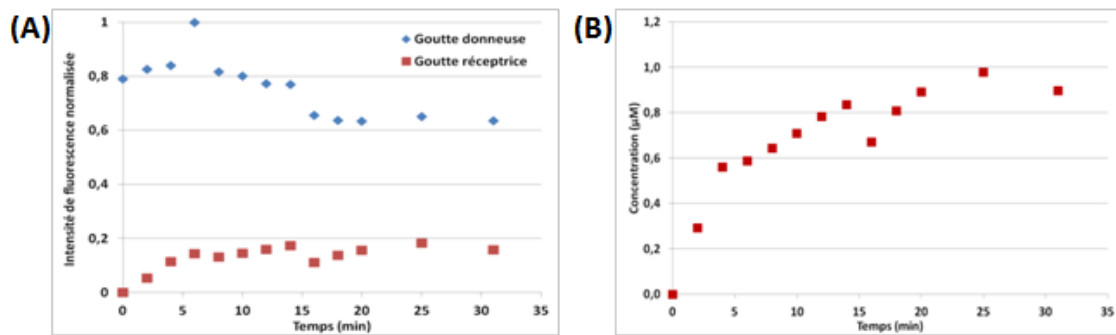 (A)
Intensité de fluorescence normalisée
1
0,8
0,6
0,4
0,2
0
0 5 10 15 20 25 30 35
Temps (min)
Goutte donneuse
Goutte réceptrice
(B)
Concentration (µM)
1,2
1,0
0,8
0,6
0,4
0,2
0,0
0 5 10 15 20 25 30 35
Temps (min)